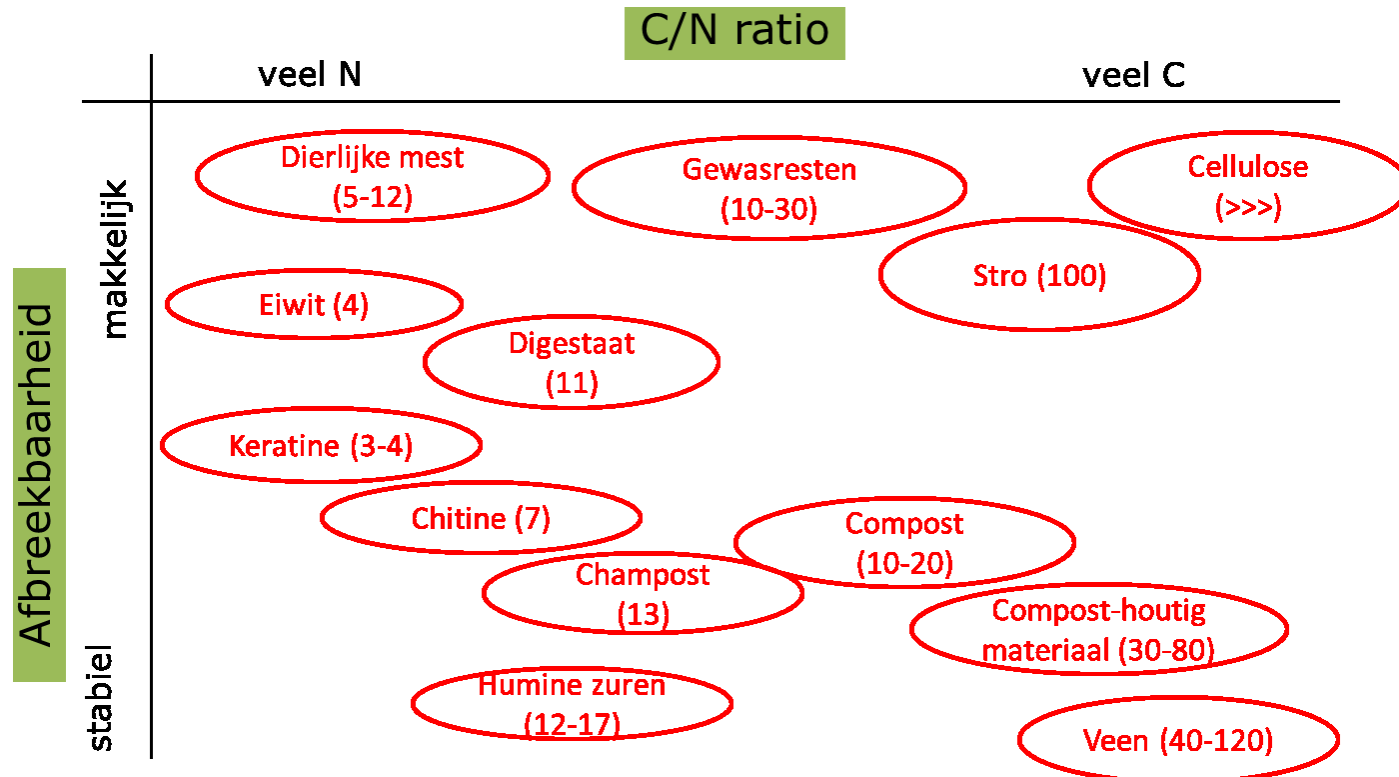 C/N ratio
veel N
veel C
Afbreekbaarheid
makkelijk
stabiel
Dierlijke mest
(5-12)
Gewasresten
(10-30)
Cellulose
(>>>)
Stro (100)
Eiwit (4)
Digestaat
(11)
Keratine (3-4)
Chitine (7)
Compost
(10-20)
Champost
(13)
Compost-houtig
materiaal (30-80)
Humine zuren
(12-17)
Veen (40-120)